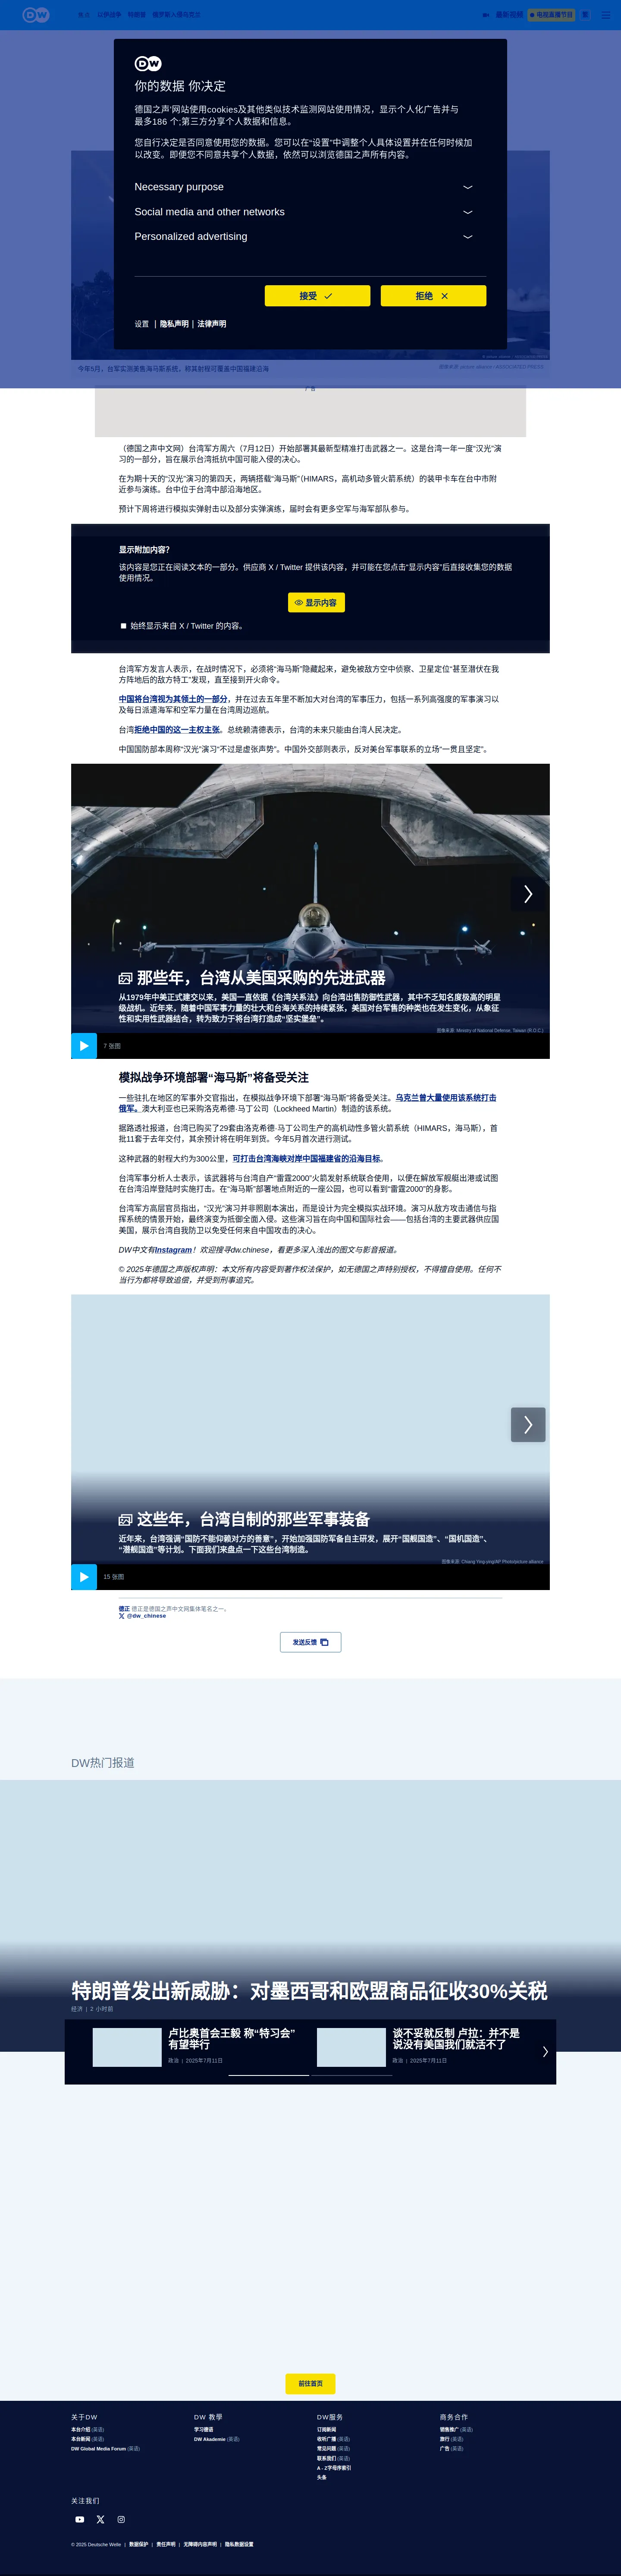 DW
焦点
以伊战争
特朗普
俄罗斯入侵乌克兰
最新视频
电视直播节目
繁
DW
你的数据 你决定
德国之声'网站使用cookies及其他类似技术监测网站使用情况，显示个人化广告并与
最多186 个;第三方分享个人数据和信息。
您自行决定是否同意使用您的数据。您可以在“设置”中调整个人具体设置并在任何时候加
以改变。即便您不同意共享个人数据，依然可以浏览德国之声所有内容。
Necessary purpose
Social media and other networks
Personalized advertising
接受
拒绝
设置 | 隐私声明 | 法律声明
今年5月，台军实测演练海马斯系统，称其射程可覆盖中国福建沿海
广告
（德国之声中文网）台湾军方周六（7月12日）开始部署其最新型精准打击武器之一。这是台湾一年一度“汉光”演
习的一部分，旨在展示台湾抵抗中国可能入侵的决心。
在为期十天的“汉光”演习的第四天，两辆搭载“海马斯”（HIMARS，高机动多管火箭系统）的装甲卡车在台中市附
近参与演练。台中位于台湾中部沿海地区。
预计下周将进行模拟实弹射击以及部分实弹演练，届时会有更多空军与海军部队参与。
显示附加内容？
该内容是您正在阅读文本的一部分。供应商 X / Twitter 提供该内容，并可能在您点击“显示内容”后直接收集您的数据
使用情况。
显示内容
始终显示来自 X / Twitter 的内容。
台湾军方发言人表示，在战时情况下，必须将“海马斯”隐藏起来，避免被敌方空中侦察、卫星定位“甚至潜伏在我
方阵地后的敌方特工”发现，直至接到开火命令。
中国将台湾视为其领土的一部分，并在过去五年里不断加大对台湾的军事压力，包括一系列高强度的军事演习以
及每日派遣海军和空军力量在台湾周边巡航。
台湾拒绝中国的这一主权主张。总统赖清德表示，台湾的未来只能由台湾人民决定。
中国国防部本周称“汉光”演习“不过是虚张声势”。中国外交部则表示，反对美台军事联系的立场“一贯且坚定”。
那些年，台湾从美国采购的先进武器
从1979年中美正式建交以来，美国一直依据《台湾关系法》向台湾出售防御性武器，其中不乏知名度极高的明星
级战机。近年来，随着中国军事力量的壮大和台海关系的持续紧张，美国对台军售的种类也在发生变化，从象征
性和实用性武器结合，转为致力于将台湾打造成“坚实堡垒”。
图像来源: Ministry of National Defense, Taiwan (R.O.C.)
7 张图
模拟战争环境部署“海马斯”将备受关注
一些驻扎在地区的军事外交官指出，在模拟战争环境下部署“海马斯”将备受关注。乌克兰曾大量使用该系统打击
俄军。澳大利亚也已采购洛克希德·马丁公司（Lockheed Martin）制造的该系统。
据路透社报道，台湾已购买了29套由洛克希德·马丁公司生产的高机动性多管火箭系统（HIMARS，海马斯），首
批11套于去年交付，其余预计将在明年到货。今年5月首次进行测试。
这种武器的射程大约为300公里，可打击台湾海峡对岸中国福建省的沿海目标。
台湾军事分析人士表示，该武器将与台湾自产“雷霆2000”火箭发射系统联合使用，以便在解放军舰艇出港或试图
在台湾沿岸登陆时实施打击。在“海马斯”部署地点附近的一座公园，也可以看到“雷霆2000”的身影。
台湾军方高层官员指出，“汉光”演习并非照剧本演出，而是设计为完全模拟实战环境。演习从敌方攻击通信与指
挥系统的情景开始，最终演变为抵御全面入侵。这些演习旨在向中国和国际社会——包括台湾的主要武器供应国
美国，展示台湾自我防卫以免受任何来自中国攻击的决心。
DW中文有Instagram！欢迎搜寻dw.chinese，看更多深入浅出的图文与影音报道。
© 2025年德国之声版权声明：本文所有内容受到著作权法保护，如无德国之声特别授权，不得擅自使用。任何不
当行为都将导致追偿，并受到刑事追究。
这些年，台湾自制的那些军事装备
近年来，台湾强调“国防不能仰赖对方的善意”，开始加强国防军备自主研发，展开“国舰国造”、“国机国造”、
“潜舰国造”等计划。下面我们来盘点一下这些台湾制造。
图像来源: Chiang Ying-ying/AP Photo/picture alliance
15 张图
德正 德正是德国之声中文网集体笔名之一。
@dw_chinese
发送反馈
DW热门报道
特朗普发出新威胁：对墨西哥和欧盟商品征收30%关税
经济 | 2 小时前
卢比奥首会王毅 称“特习会”
有望举行
政治 | 2025年7月11日
谈不妥就反制 卢拉：并不是
说没有美国我们就活不了
政治 | 2025年7月11日
前往首页
关于DW
本台介绍 (英语)
本台新闻 (英语)
DW Global Media Forum (英语)
DW 教學
学习德语
DW Akademie (英语)
DW服务
订阅新闻
收听广播 (英语)
常见问题 (英语)
联系我们 (英语)
A - Z字母序索引
头条
商务合作
销售推广 (英语)
旅行 (英语)
广告 (英语)
关注我们
© 2025 Deutsche Welle | 数据保护 | 责任声明 | 无障碍内容声明 | 隐私数据设置